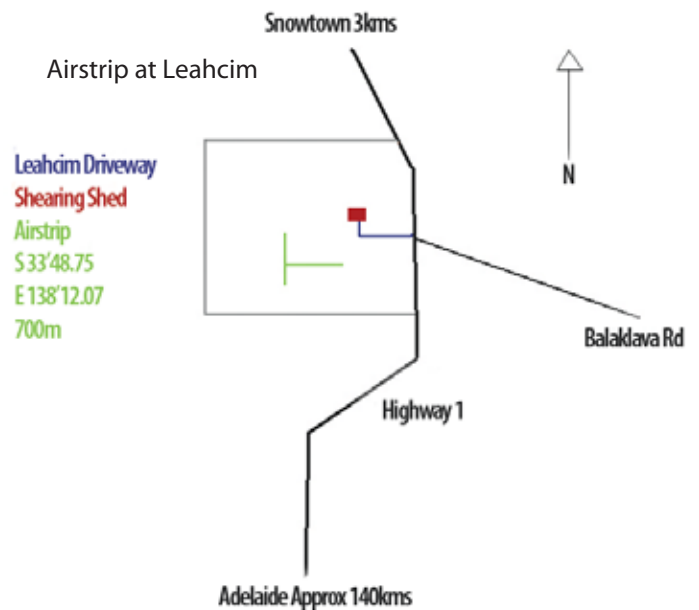 Snowtown 3kms
Airstrip at Leahcim
Leahcim Driveway
Shearing Shed
Airstrip
S 33'48.75
E 138'12.07
700m
N
Balaklava Rd
Highway 1
Adelaide Approx 140kms